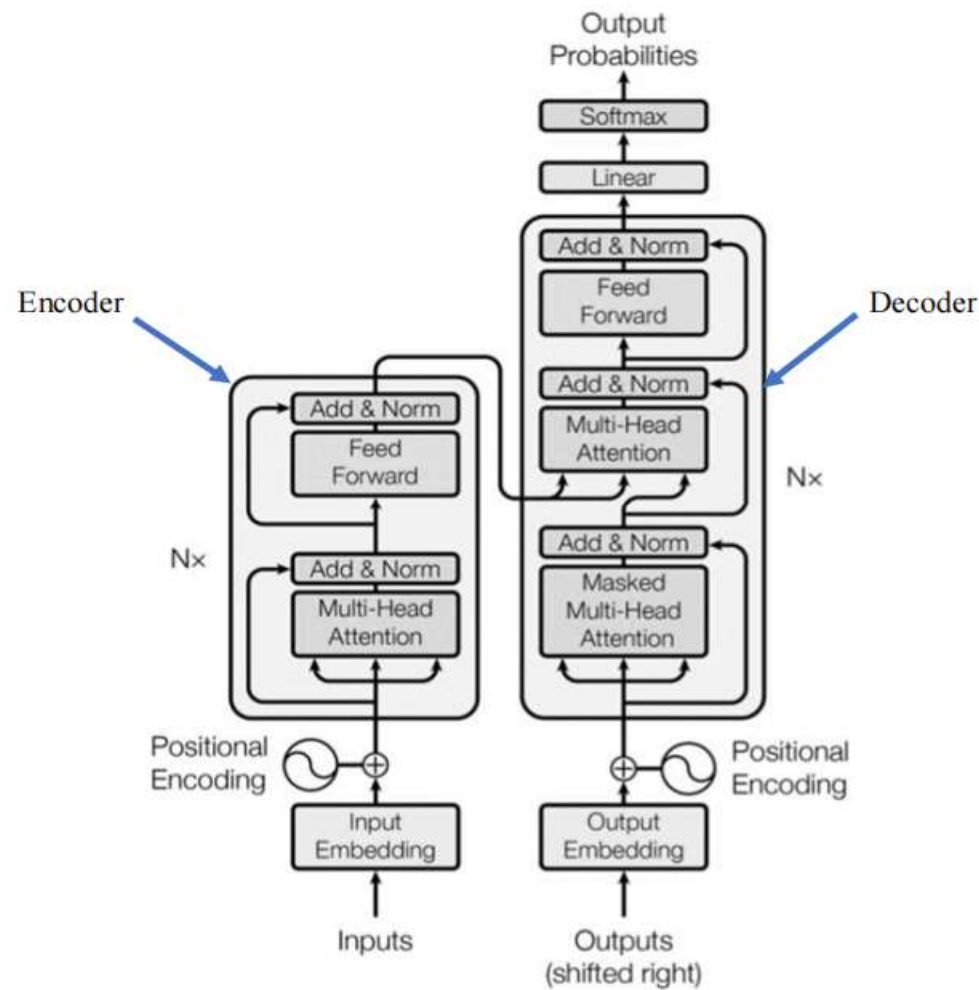 Output
Probabilities
Softmax
Linear
Add & Norm
Feed
Forward
Add & Norm
Multi-Head
Attention
Add & Norm
Masked
Multi-Head
Attention
Nx
Decoder
Encoder
Add & Norm
Feed
Forward
Add & Norm
Multi-Head
Attention
Nx
Positional
Encoding
Positional
Encoding
Input
Embedding
Output
Embedding
Inputs
Outputs
(shifted right)